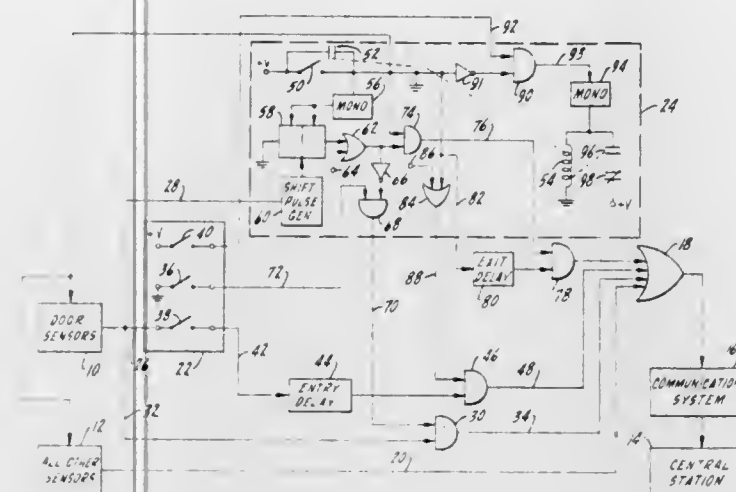 92
52
+V
50
56
93
94
MONO
91
90
MONO
24
58
62
74
76
54
96
98
+V
64
66
86
28
SHIFT
PULSE
GEN
60
68
84
82
+V
40
18
36
72
88
EXIT
DELAY
80
78
38
70
DOOR
SENSORS
10
26
22
42
44
46
48
16
ENTRY
DELAY
COMMUNICATION
SYSTEM
32
30
34
12
20
14
ALL OTHER
SENSORS
CENTRAL
STATION